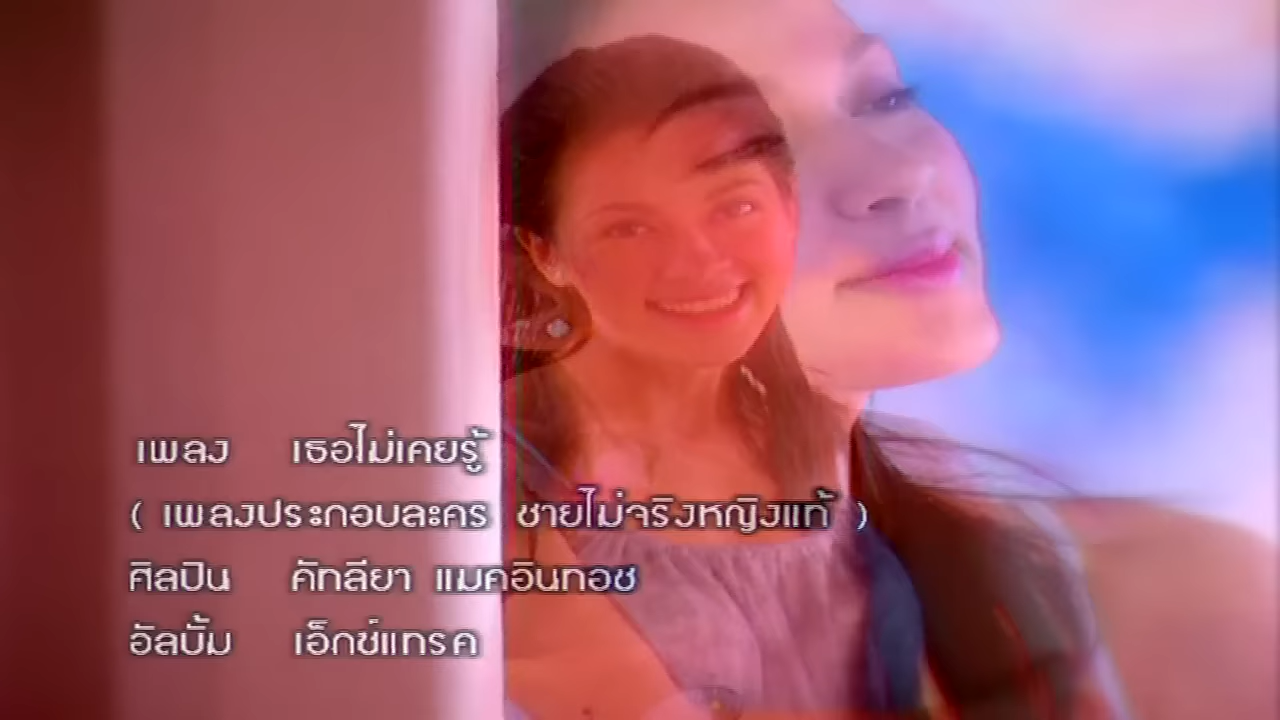 เพลง เธอไม่เคยรู้
( เพลงประกอบละคร ชายไม่จริงหญิงแท้ )
ศิลปิน คัทลียา แมคอินทอช
อัลบั้ม เอ็กซ์แทรค